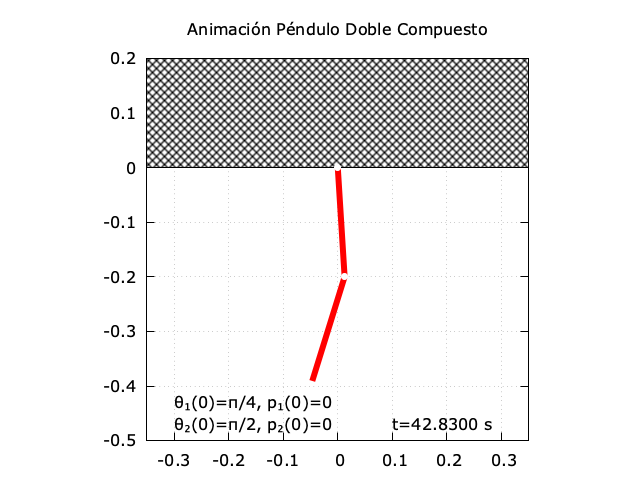 Animación Péndulo Doble Compuesto
0.2
0.1
0
-0.1
-0.2
-0.3
-0.4
-0.5
θ₁(0)=π/4, p₁(0)=0
θ₂(0)=π/2, p₂(0)=0
t=42.8300 s
-0.3 -0.2 -0.1 0 0.1 0.2 0.3